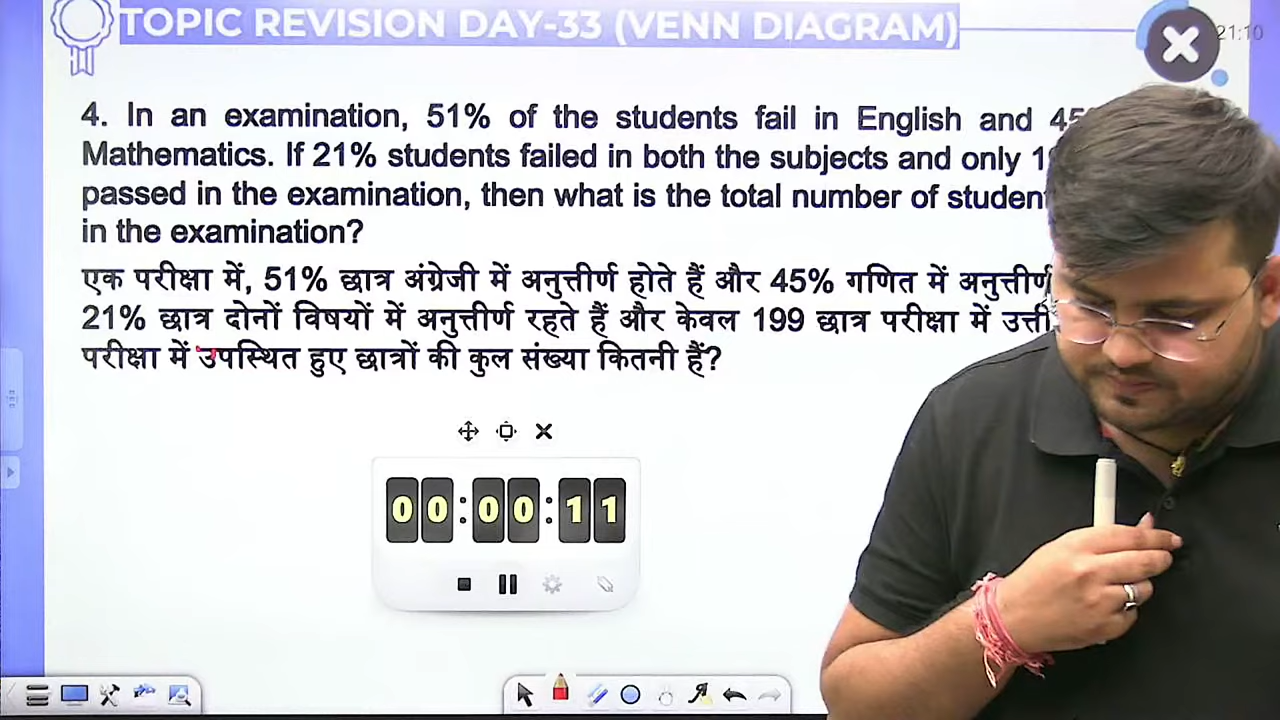 TOPIC REVISION DAY-33 (VENN DIAGRAM)
21:10
4. In an examination, 51% of the students fail in English and
Mathematics. If 21% students failed in both the subjects and only
passed in the examination, then what is the total number of
in the examination?
एक परीक्षा में, 51% छात्र अंग्रेजी में अनुत्तीर्ण होते हैं और 45% गणित में अनुत्तीर्ण
21% छात्र दोनों विषयों में अनुत्तीर्ण रहते हैं और केवल 199 छात्र परीक्षा में
परीक्षा में उपस्थित हुए छात्रों की कुल संख्या कितनी हैं?
00:00:11